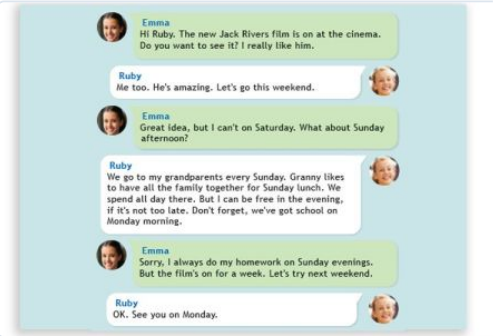 Emma
Hi Ruby. The new Jack Rivers film is on at the cinema.
Do you want to see it? I really like him.
Ruby
Me too. He's amazing. Let's go this weekend.
Emma
Great idea, but I can't on Saturday. What about Sunday
afternoon?
Ruby
We go to my grandparents every Sunday. Granny likes
to have all the family together for Sunday lunch. We
spend all day there. But I can be free in the evening,
if it's not too late. Don't forget, we've got school on
Monday morning.
Emma
Sorry, I always do my homework on Sunday evenings.
But the film's on for a week. Let's try next weekend.
Ruby
OK. See you on Monday.